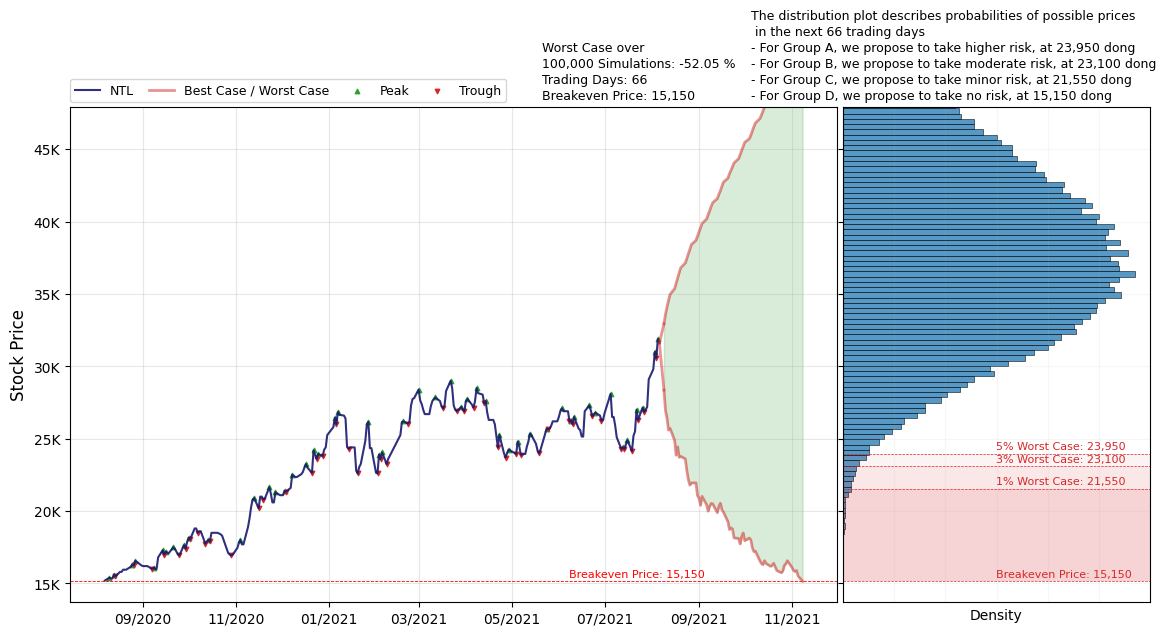 The distribution plot describes probabilities of possible prices
in the next 66 trading days
- For Group A, we propose to take higher risk, at 23,950 dong
- For Group B, we propose to take moderate risk, at 23,100 dong
- For Group C, we propose to take minor risk, at 21,550 dong
- For Group D, we propose to take no risk, at 15,150 dong
Worst Case over
100,000 Simulations: -52.05 %
Trading Days: 66
Breakeven Price: 15,150
NTL
Best Case / Worst Case
Peak
Trough
Stock Price
45K
40K
35K
30K
25K
20K
15K
Breakeven Price: 15,150
09/2020
11/2020
01/2021
03/2021
05/2021
07/2021
09/2021
11/2021
5% Worst Case: 23,950
3% Worst Case: 23,100
1% Worst Case: 21,550
Breakeven Price: 15,150
Density